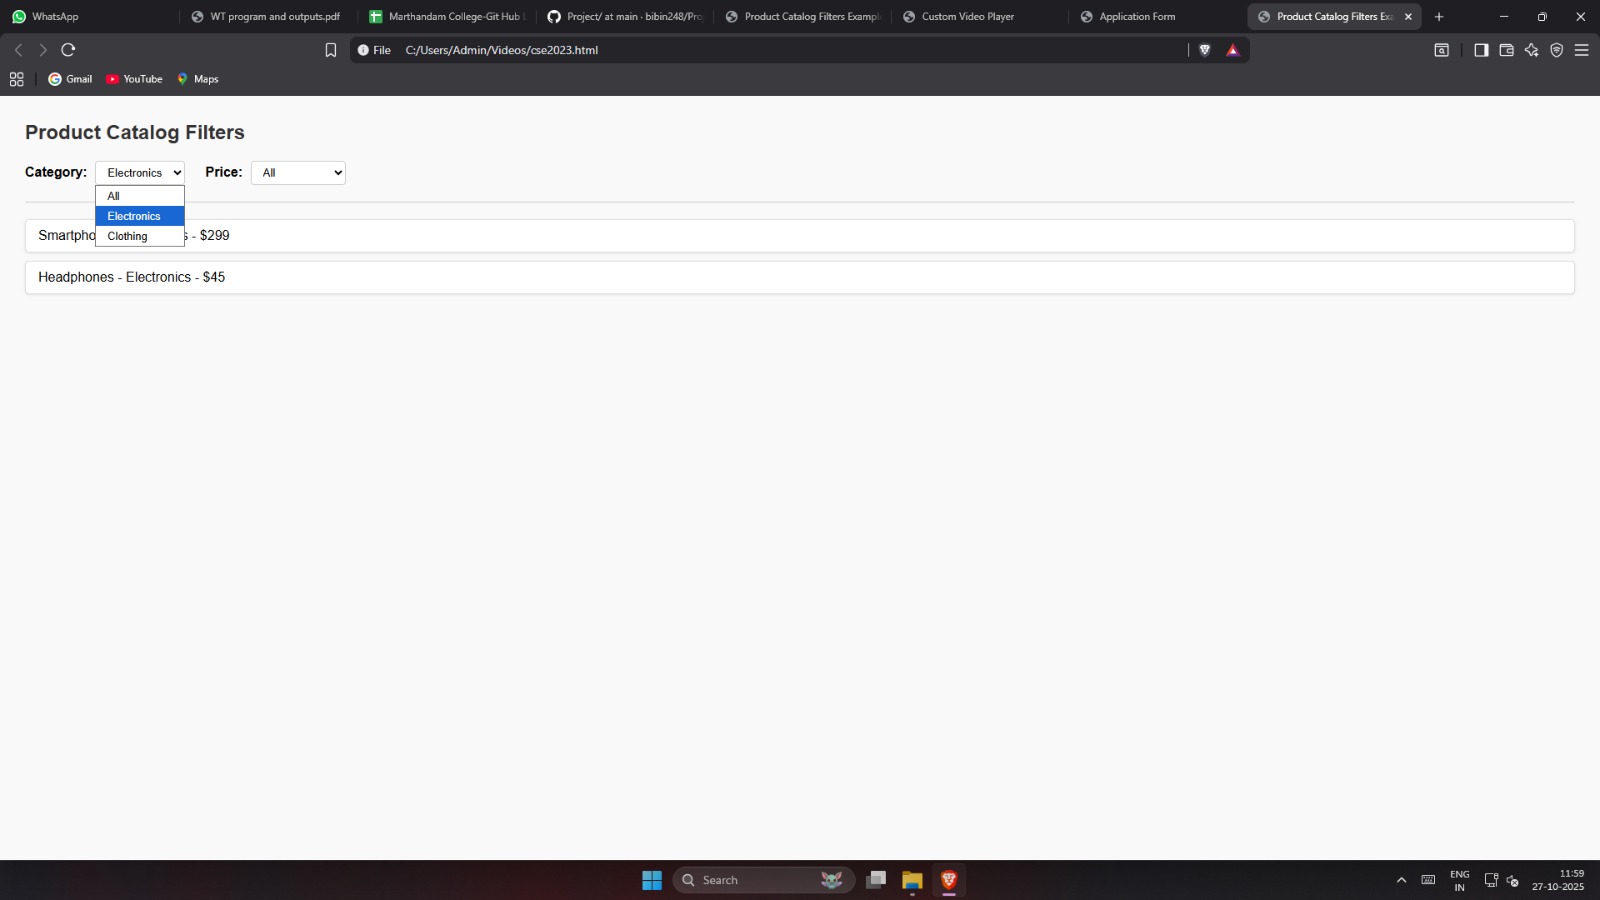 WhatsApp
WT program and outputs.pdf
Marthandam College-Git Hub
Project/ at main · bibin248/Pro
Product Catalog Filters Exampl
Custom Video Player
Application Form
Product Catalog Filters Exa
File C:/Users/Admin/Videos/cse2023.html
Gmail
YouTube
Maps
Product Catalog Filters
Category: Electronics
Price: All
All
Electronics
Clothing
Smartpho s - $299
Headphones - Electronics - $45
Search
ENG
IN
11:59
27-10-2025